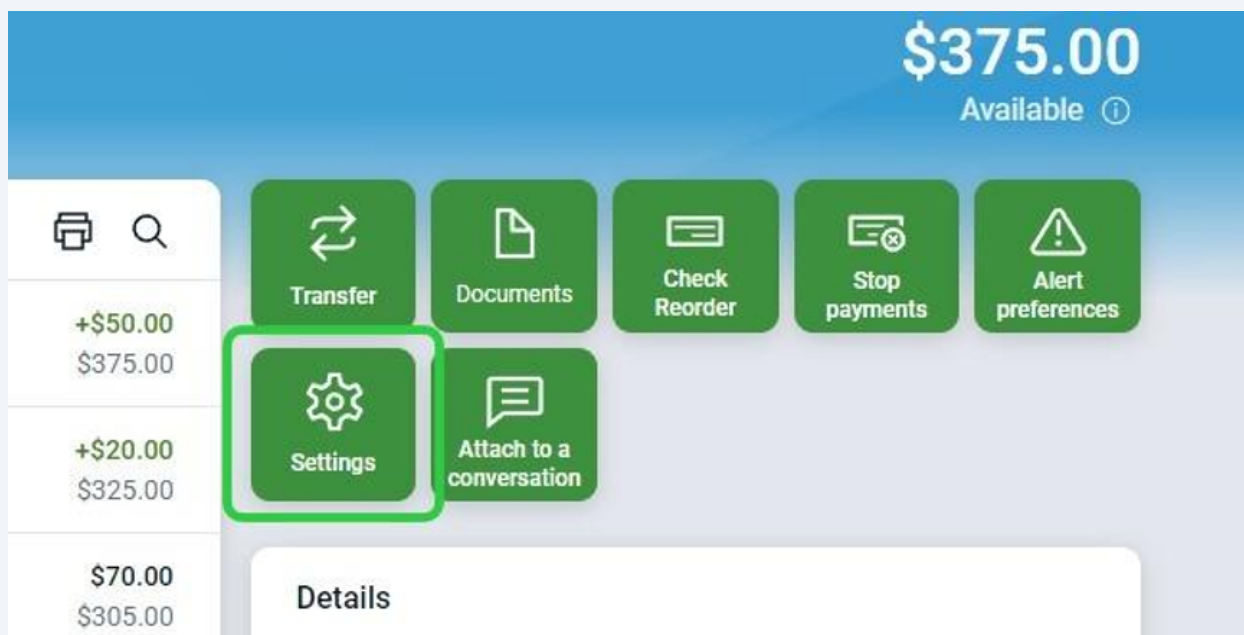 $375.00
Available
Transfer
Documents
Check
Reorder
Stop
payments
Alert
preferences
+$50.00
$375.00
Settings
Attach to a
conversation
+$20.00
$325.00
$70.00
$305.00
Details